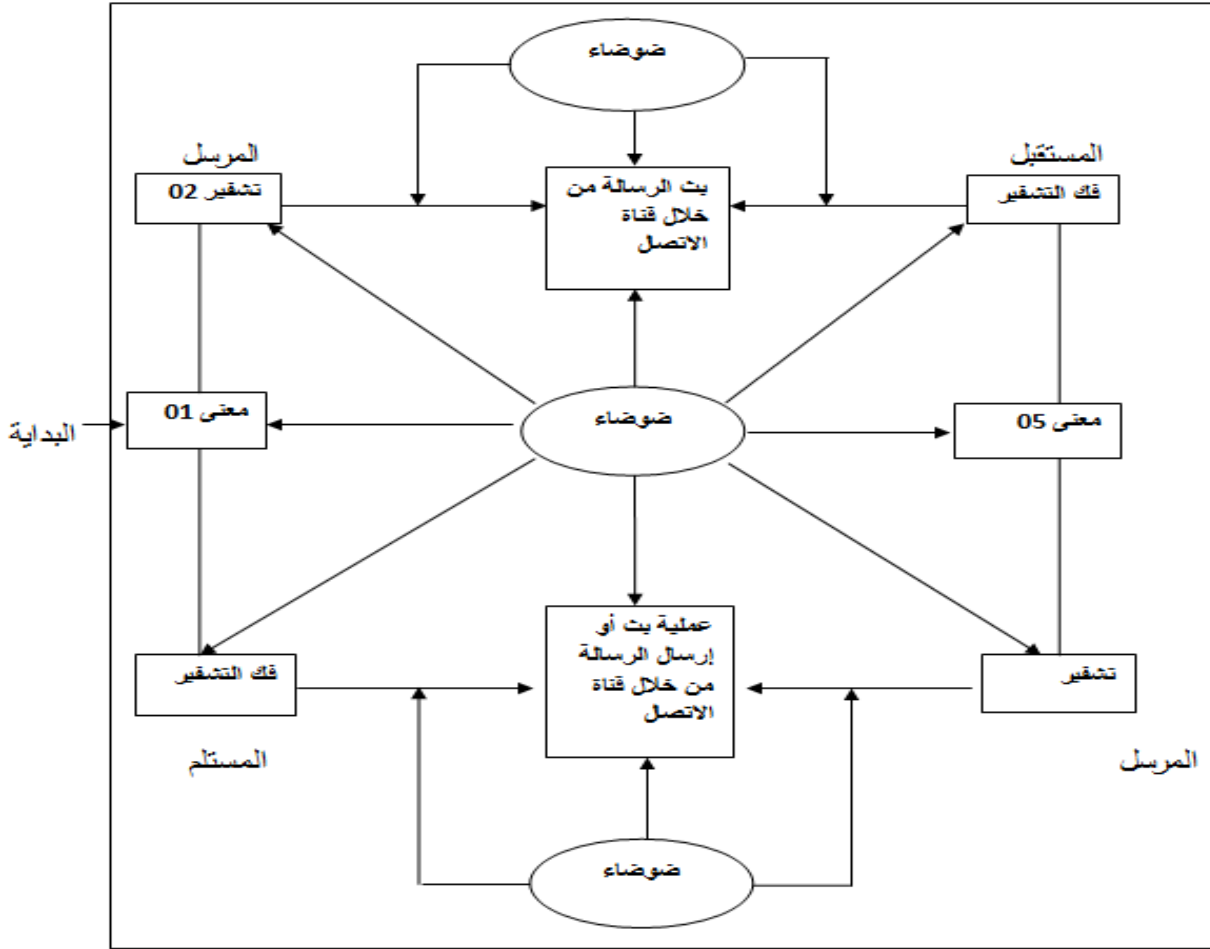 ضوضاء
المرسل
المستقبل
تشفير 02
بث الرسالة من
خلال قناة
الاتصال
فك التشفير
البداية
معنى 01
ضوضاء
معنى 05
فك التشفير
عملية بث أو
إرسال الرسالة
من خلال قناة
الاتصال
تشفير
المستلم
المرسل
ضوضاء